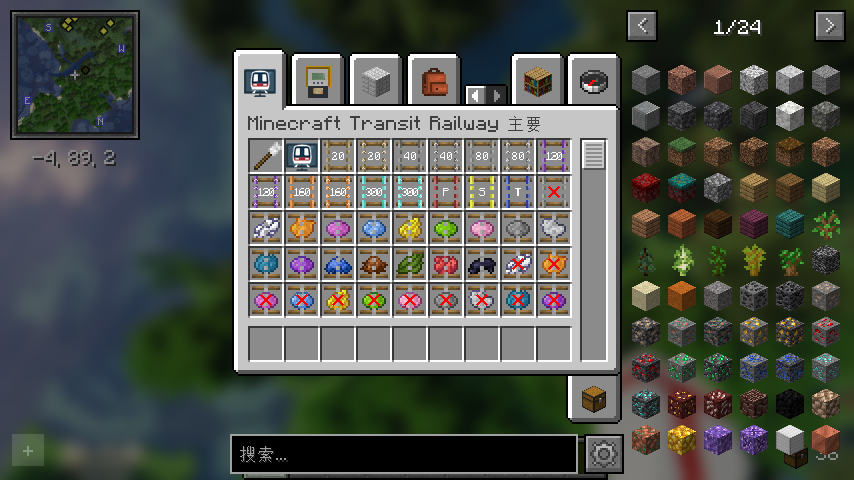 S
W
E
N
-4, 89, 2
1/24
Minecraft Transit Railway 主要
20 20 40 40 80 80 120
120 160 160 300 300 P S T
搜索...